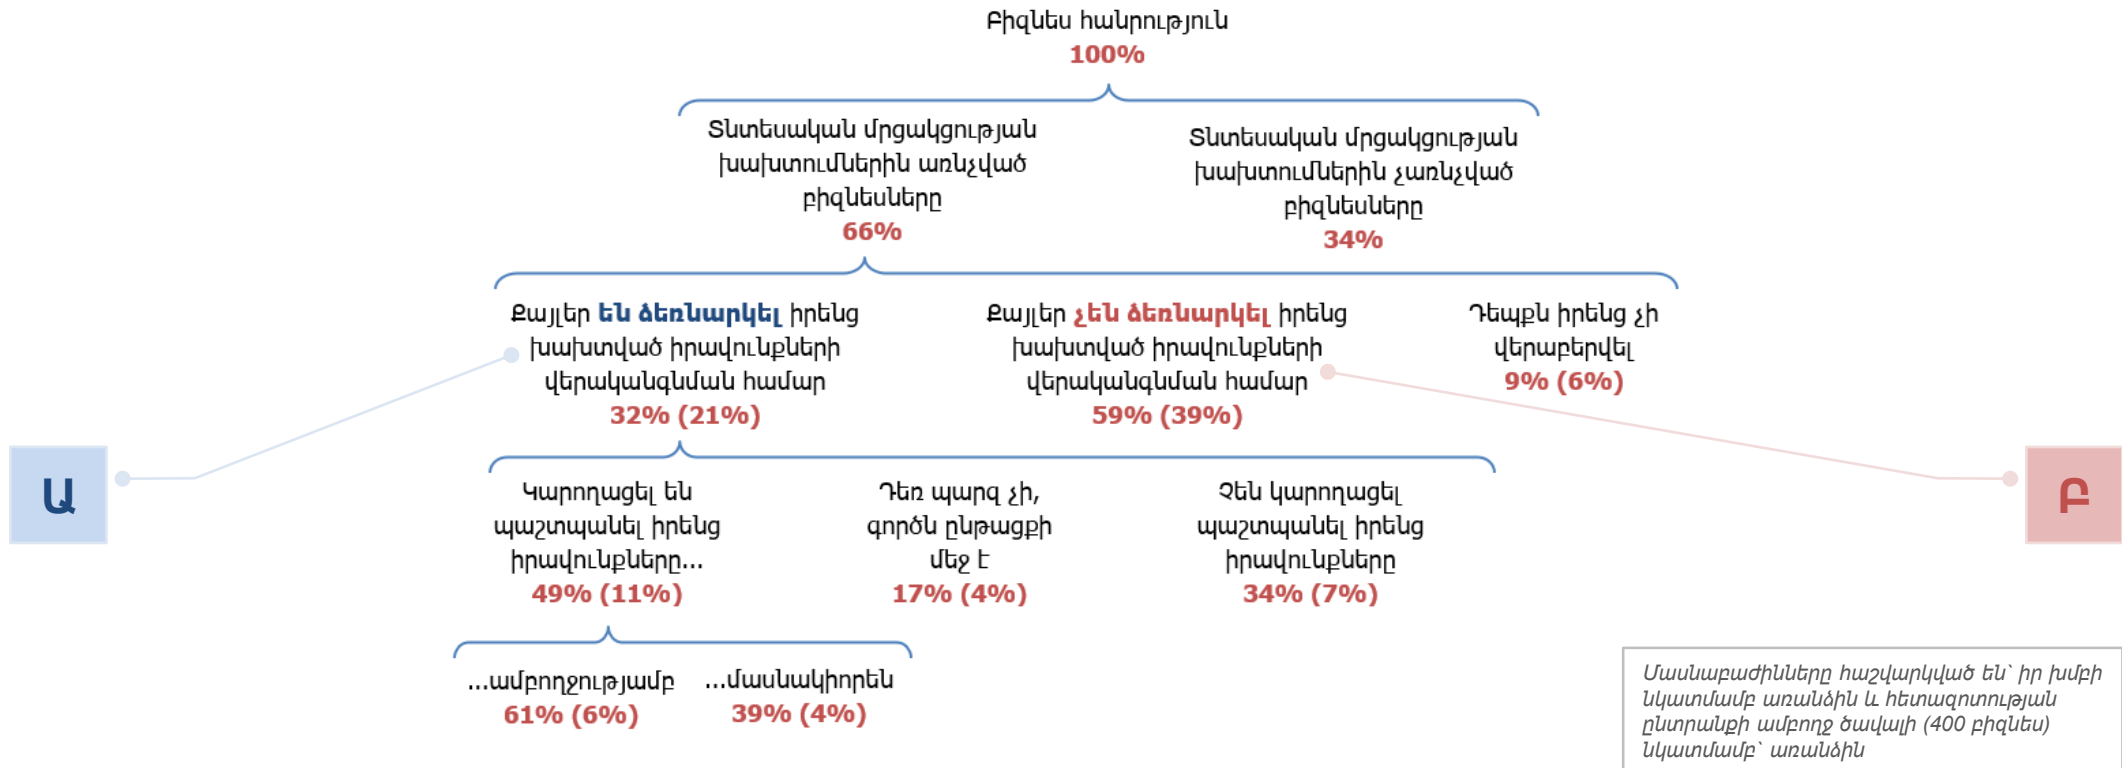 Բիզնես հանրություն
100%
Տնտեսական մրցակցության
խախտումներին առնչված
բիզնեսները
66%
Տնտեսական մրցակցության
խախտումներին չառնչված
բիզնեսները
34%
Քայլեր են ձեռնարկել իրենց
խախտված իրավունքների
վերականգնման համար
32% (21%)
Քայլեր չեն ձեռնարկել իրենց
խախտված իրավունքների
վերականգնման համար
59% (39%)
Դեպքն իրենց չի
վերաբերվել
9% (6%)
Ա
Բ
Կարողացել են
պաշտպանել իրենց
իրավունքները...
49% (11%)
Դեռ պարզ չի,
գործն ընթացքի
մեջ է
17% (4%)
Չեն կարողացել
պաշտպանել իրենց
իրավունքները
34% (7%)
...ամբողջությամբ
61% (6%)
...մասնակիորեն
39% (4%)
Մասնաբաժինները հաշվարկված են՝ իր խմբի
նկատմամբ առանձին և հետազոտության
ընտրանքի ամբողջ ծավալի (400 բիզնես)
նկատմամբ՝ առանձին